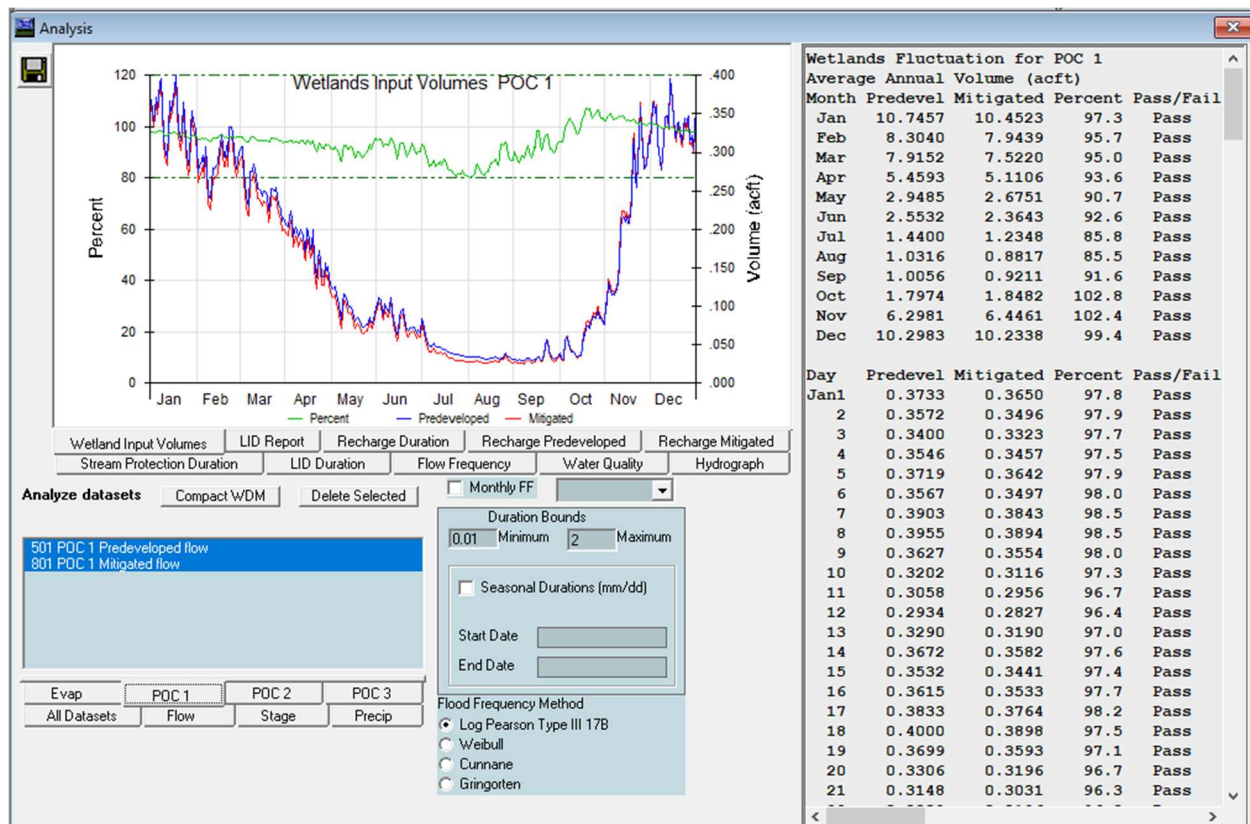 Analysis
Wetlands Input Volumes POC 1
Percent
120
100
80
60
40
20
0
.400
.350
.300
.250
.200
.150
.100
.050
.000
Volume (acft)
Jan Feb Mar Apr May Jun Jul Aug Sep Oct Nov Dec
Percent Predeveloped Mitigated
Wetland Input Volumes LID Report Recharge Duration Recharge Predeveloped Recharge Mitigated
Stream Protection Duration LID Duration Flow Frequency Water Quality Hydrograph
Analyze datasets Compact WDM Delete Selected Monthly FF
501 POC 1 Predeveloped flow
801 POC 1 Mitigated flow
Evap POC 1 POC 2 POC 3
All Datasets Flow Stage Precip
Duration Bounds
0.01 Minimum 2 Maximum
Seasonal Durations (mm/dd)
Start Date
End Date
Flood Frequency Method
Log Pearson Type III 17B
Weibull
Cunnane
Gringorten
Wetlands Fluctuation for POC 1
Average Annual Volume (acft)
Month Predevel Mitigated Percent Pass/Fail
Jan 10.7457 10.4523 97.3 Pass
Feb 8.3040 7.9439 95.7 Pass
Mar 7.9152 7.5220 95.0 Pass
Apr 5.4593 5.1106 93.6 Pass
May 2.9485 2.6751 90.7 Pass
Jun 2.5532 2.3643 92.6 Pass
Jul 1.4400 1.2348 85.8 Pass
Aug 1.0316 0.8817 85.5 Pass
Sep 1.0056 0.9211 91.6 Pass
Oct 1.7974 1.8482 102.8 Pass
Nov 6.2981 6.4461 102.4 Pass
Dec 10.2983 10.2338 99.4 Pass
Day Predevel Mitigated Percent Pass/Fail
Jan1 0.3733 0.3650 97.8 Pass
2 0.3572 0.3496 97.9 Pass
3 0.3400 0.3323 97.7 Pass
4 0.3546 0.3457 97.5 Pass
5 0.3719 0.3642 97.9 Pass
6 0.3567 0.3497 98.0 Pass
7 0.3903 0.3843 98.5 Pass
8 0.3955 0.3894 98.5 Pass
9 0.3627 0.3554 98.0 Pass
10 0.3202 0.3116 97.3 Pass
11 0.3058 0.2956 96.7 Pass
12 0.2934 0.2827 96.4 Pass
13 0.3290 0.3190 97.0 Pass
14 0.3672 0.3582 97.6 Pass
15 0.3532 0.3441 97.4 Pass
16 0.3615 0.3533 97.7 Pass
17 0.3833 0.3764 98.2 Pass
18 0.4000 0.3898 97.5 Pass
19 0.3699 0.3593 97.1 Pass
20 0.3306 0.3196 96.7 Pass
21 0.3148 0.3031 96.3 Pass